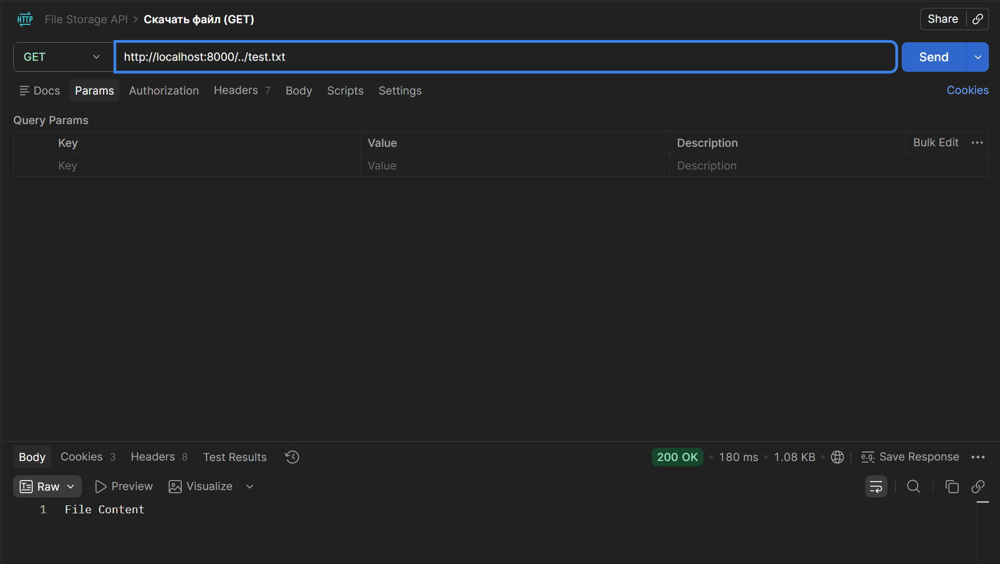 HTTP File Storage API > Скачать файл (GET) Share
GET http://localhost:8000/../test.txt Send
Docs Params Authorization Headers 7 Body Scripts Settings Cookies
Query Params
Key Value Description Bulk Edit
Key Value Description
Body Cookies 3 Headers 8 Test Results 200 OK • 180 ms • 1.08 KB • e.g. Save Response
Raw Preview Visualize
1 File Content